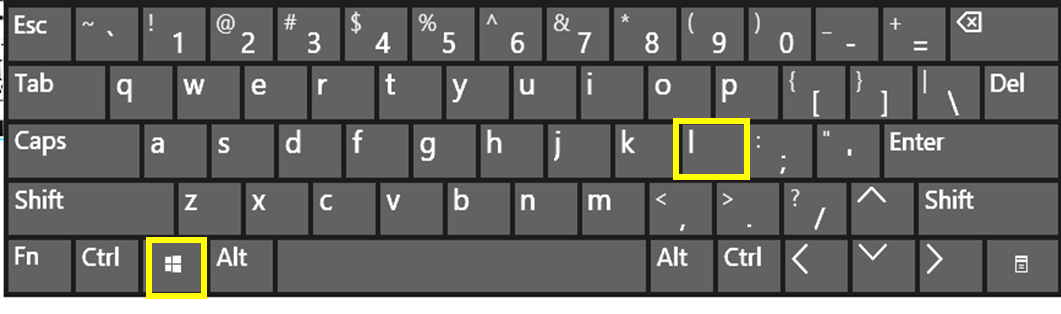 Esc ~ ` ! 1 @ 2 # 3 $ 4 % 5 ^ 6 & 7 * 8 ( 9 ) 0 _ - + =
Tab q w e r t y u i o p { [ } ] | \ Del
Caps a s d f g h j k l : ; " ' Enter
Shift z x c v b n m < , > . ? / Shift
Fn Ctrl Alt Alt Ctrl